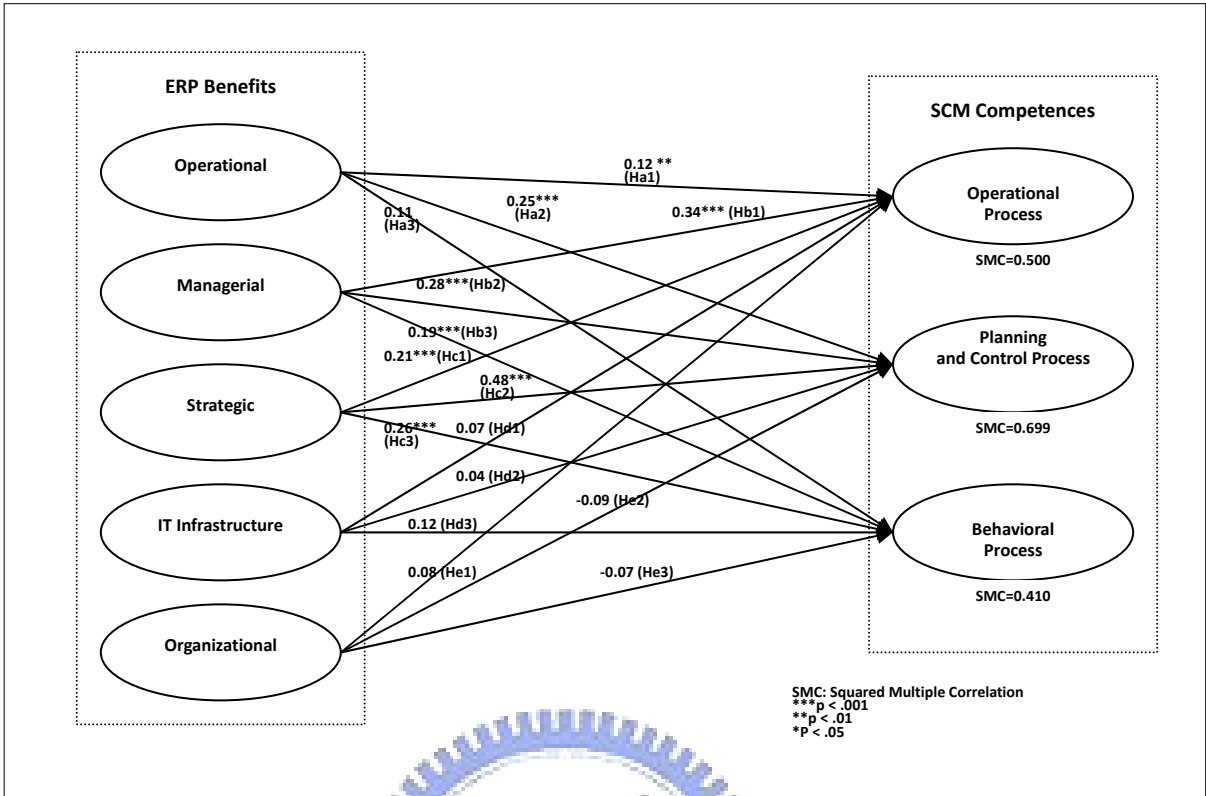 ERP Benefits
Operational
Managerial
Strategic
IT Infrastructure
Organizational
0.12 **
(Ha1)
0.25***
(Ha2)
0.11
(Ha3)
0.34*** (Hb1)
0.28***(Hb2)
0.19***(Hb3)
0.21***(Hc1)
0.48***
(Hc2)
0.26***
(Hc3)
0.07 (Hd1)
0.04 (Hd2)
0.12 (Hd3)
-0.09 (He2)
0.08 (He1)
-0.07 (He3)
SCM Competences
Operational
Process
SMC=0.500
Planning
and Control Process
SMC=0.699
Behavioral
Process
SMC=0.410
SMC: Squared Multiple Correlation
***p < .001
**p < .01
*P < .05